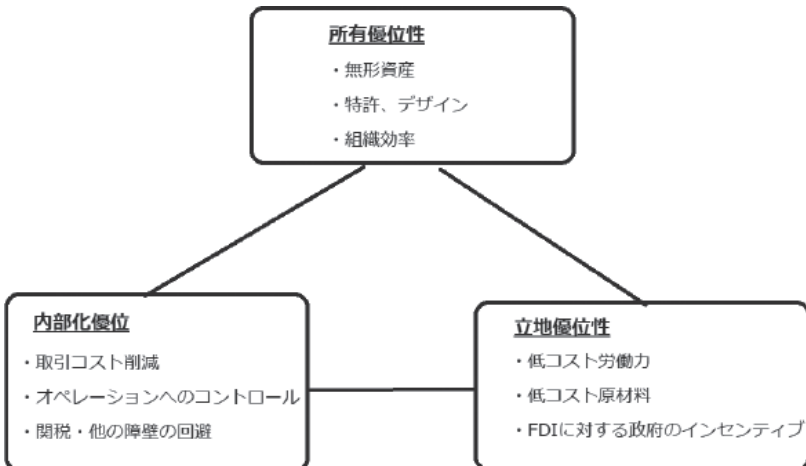 所有優位性
・無形資産
・特許、デザイン
・組織効率
内部化優位
・取引コスト削減
・オペレーションへのコントロール
・関税・他の障壁の回避
立地優位性
・低コスト労働力
・低コスト原材料
・FDIに対する政府のインセンティブ